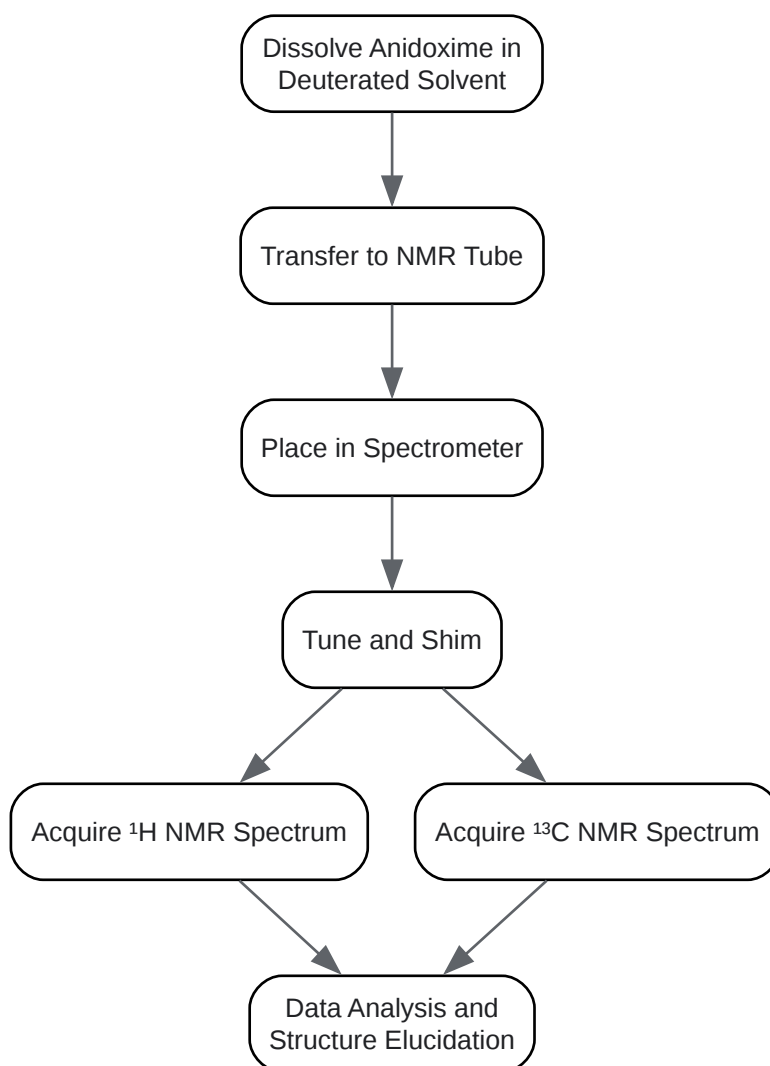 Dissolve Anidoxime in
Deuterated Solvent
Transfer to NMR Tube
Place in Spectrometer
Tune and Shim
Acquire ¹H NMR Spectrum
Acquire ¹³C NMR Spectrum
Data Analysis and
Structure Elucidation